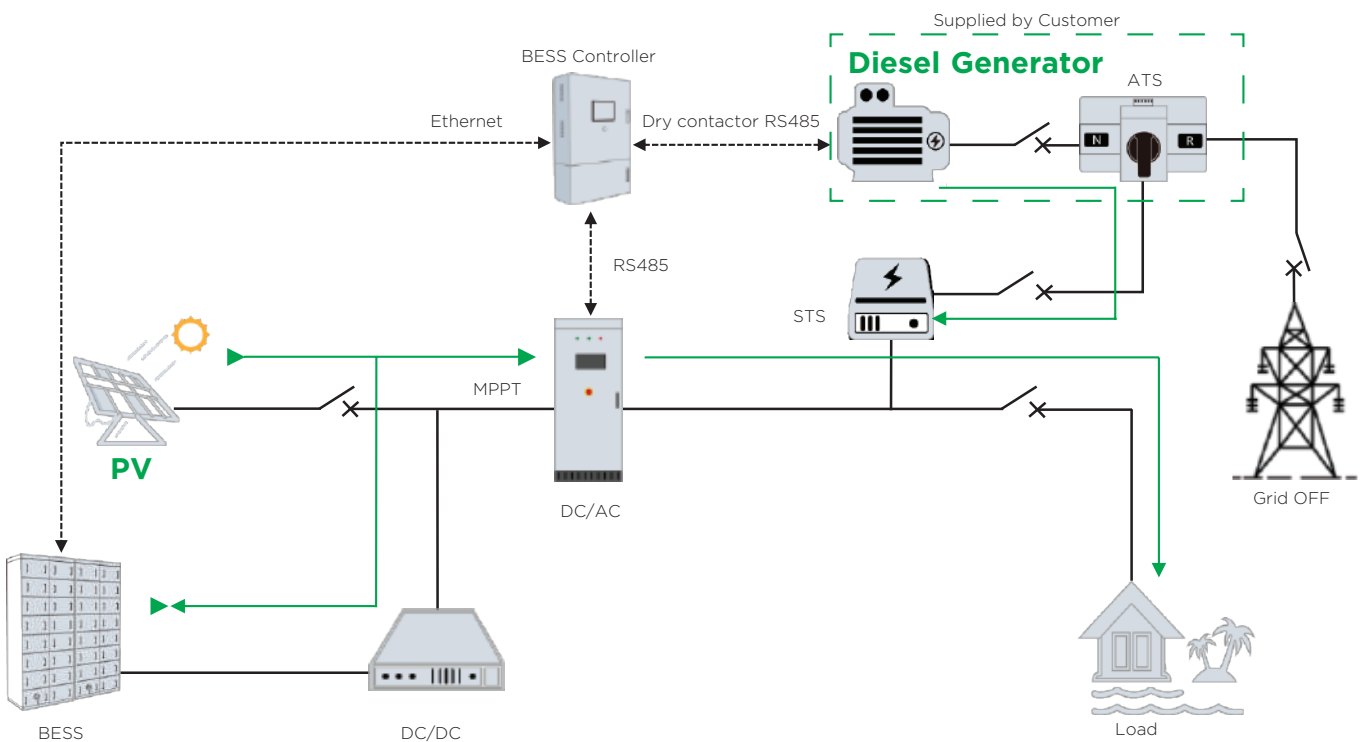 Supplied by Customer
BESS Controller
Diesel Generator
ATS
Ethernet
Dry contactor RS485
N
R
RS485
STS
MPPT
PV
DC/AC
Grid OFF
BESS
DC/DC
Load